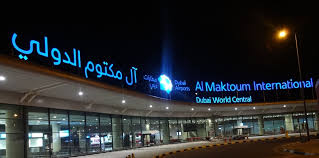 آل مكتوم الدولي
مطارات دبي
Dubai Airports
Al Maktoum International
Dubai World Central